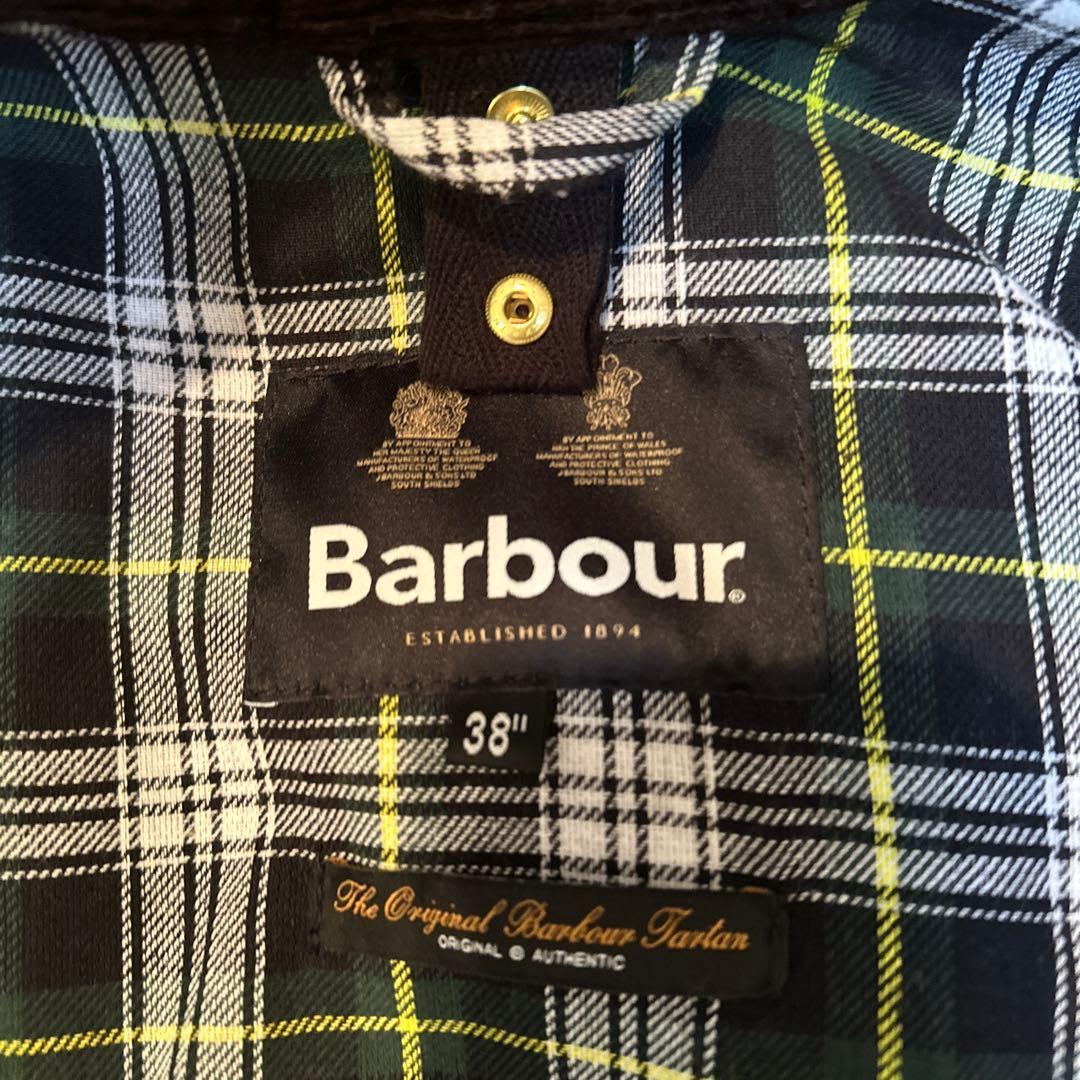 BY APPOINTMENT TO
HER MAJESTY THE QUEEN
MANUFACTURERS OF WATERPROOF
AND PROTECTIVE CLOTHING
J BARBOUR & SONS LTD
SOUTH SHIELDS
BY APPOINTMENT TO
HRH THE PRINCE OF WALES
MANUFACTURERS OF WATERPROOF
AND PROTECTIVE CLOTHING
J BARBOUR & SONS LTD
SOUTH SHIELDS
Barbour®
ESTABLISHED 1894
38"
The Original Barbour Tartan
ORIGINAL & AUTHENTIC